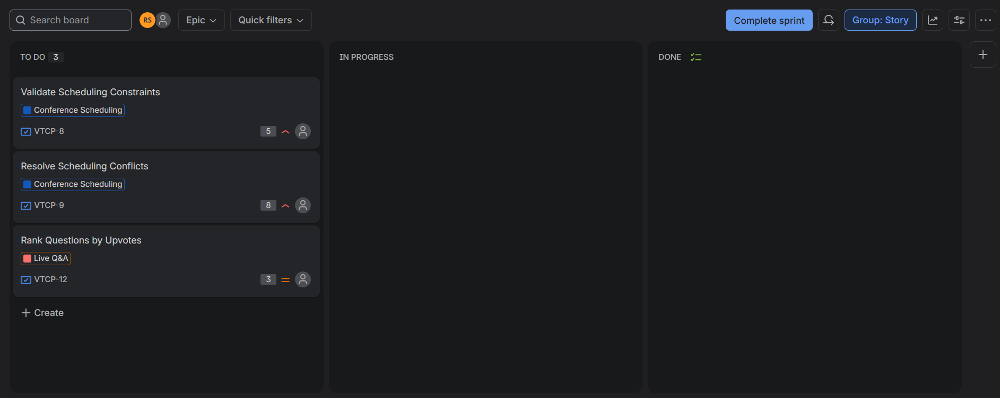 Search board
RS
Epic
Quick filters
Complete sprint
Group: Story
TO DO 3
Validate Scheduling Constraints
Conference Scheduling
VTCP-8
5
Resolve Scheduling Conflicts
Conference Scheduling
VTCP-9
8
Rank Questions by Upvotes
Live Q&A
VTCP-12
3
+ Create
IN PROGRESS
DONE